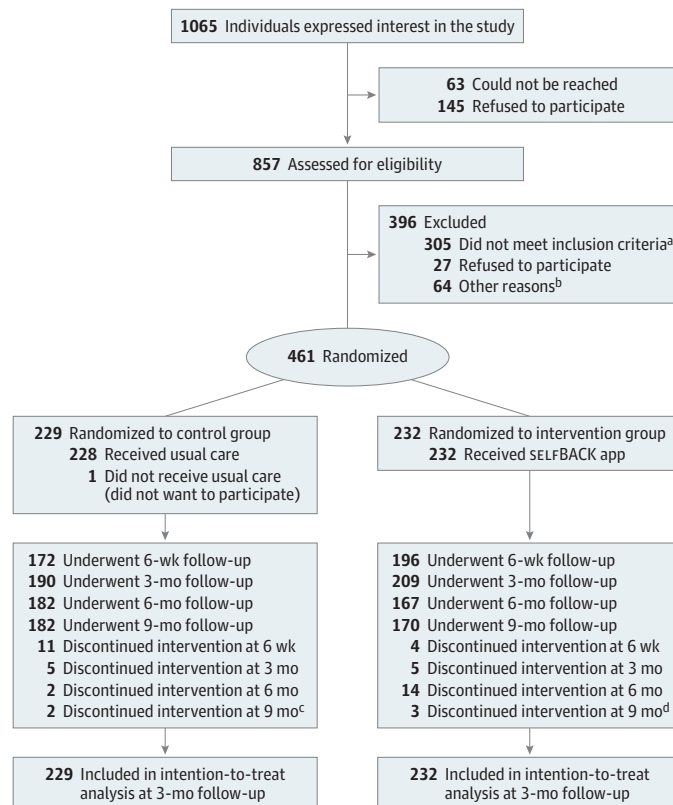 1065 Individuals expressed interest in the study
63 Could not be reached
145 Refused to participate
857 Assessed for eligibility
396 Excluded
305 Did not meet inclusion criteriaa
27 Refused to participate
64 Other reasonsb
461 Randomized
229 Randomized to control group
228 Received usual care
1 Did not receive usual care
(did not want to participate)
232 Randomized to intervention group
232 Received SELFBACK app
172 Underwent 6-wk follow-up
190 Underwent 3-mo follow-up
182 Underwent 6-mo follow-up
182 Underwent 9-mo follow-up
11 Discontinued intervention at 6 wk
5 Discontinued intervention at 3 mo
2 Discontinued intervention at 6 mo
2 Discontinued intervention at 9 moc
196 Underwent 6-wk follow-up
209 Underwent 3-mo follow-up
167 Underwent 6-mo follow-up
170 Underwent 9-mo follow-up
4 Discontinued intervention at 6 wk
5 Discontinued intervention at 3 mo
14 Discontinued intervention at 6 mo
3 Discontinued intervention at 9 mod
229 Included in intention-to-treat
analysis at 3-mo follow-up
232 Included in intention-to-treat
analysis at 3-mo follow-up